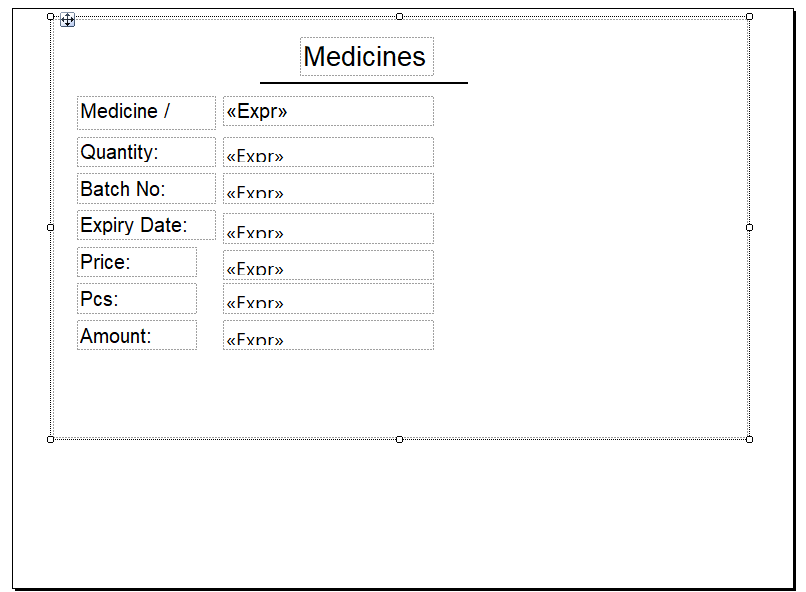 Medicines
Medicine / «Expr»
Quantity: «Expr»
Batch No: «Expr»
Expiry Date: «Expr»
Price: «Expr»
Pcs: «Expr»
Amount: «Expr»